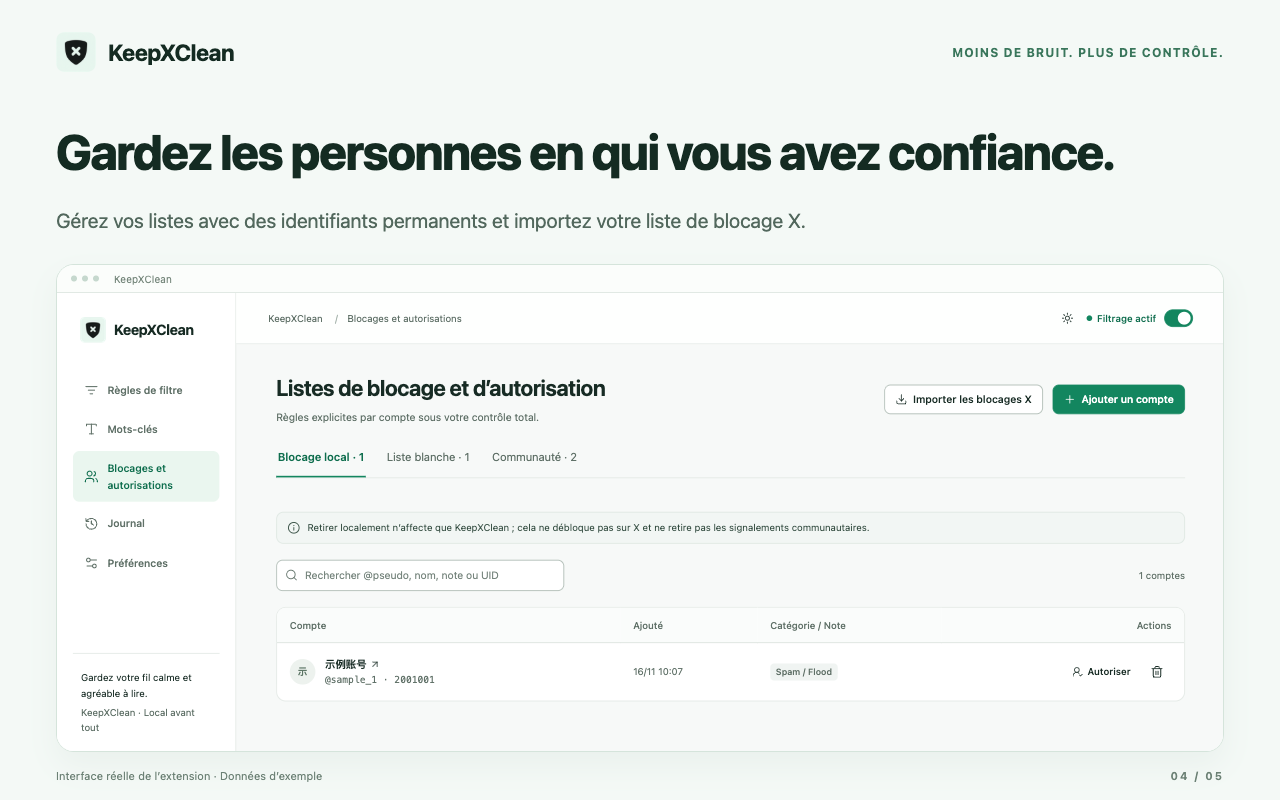 KeepXClean
MOINS DE BRUIT. PLUS DE CONTRÔLE.
Gardez les personnes en qui vous avez confiance.
Gérez vos listes avec des identifiants permanents et importez votre liste de blocage X.
KeepXClean
KeepXClean
KeepXClean / Blocages et autorisations
Filtrage actif
Règles de filtre
Mots-clés
Blocages et
autorisations
Journal
Préférences
Gardez votre fil calme et
agréable à lire.
KeepXClean · Local avant
tout
Listes de blocage et d’autorisation
Règles explicites par compte sous votre contrôle total.
Importer les blocages X
Ajouter un compte
Blocage local · 1
Liste blanche · 1
Communauté · 2
Retirer localement n’affecte que KeepXClean ; cela ne débloque pas sur X et ne retire pas les signalements communautaires.
Rechercher @pseudo, nom, note ou UID
1 comptes
Compte
Ajouté
Catégorie / Note
Actions
示
示例账号
@sample_1 · 2001001
16/11 10:07
Spam / Flood
Autoriser
Interface réelle de l’extension · Données d’exemple
04 / 05